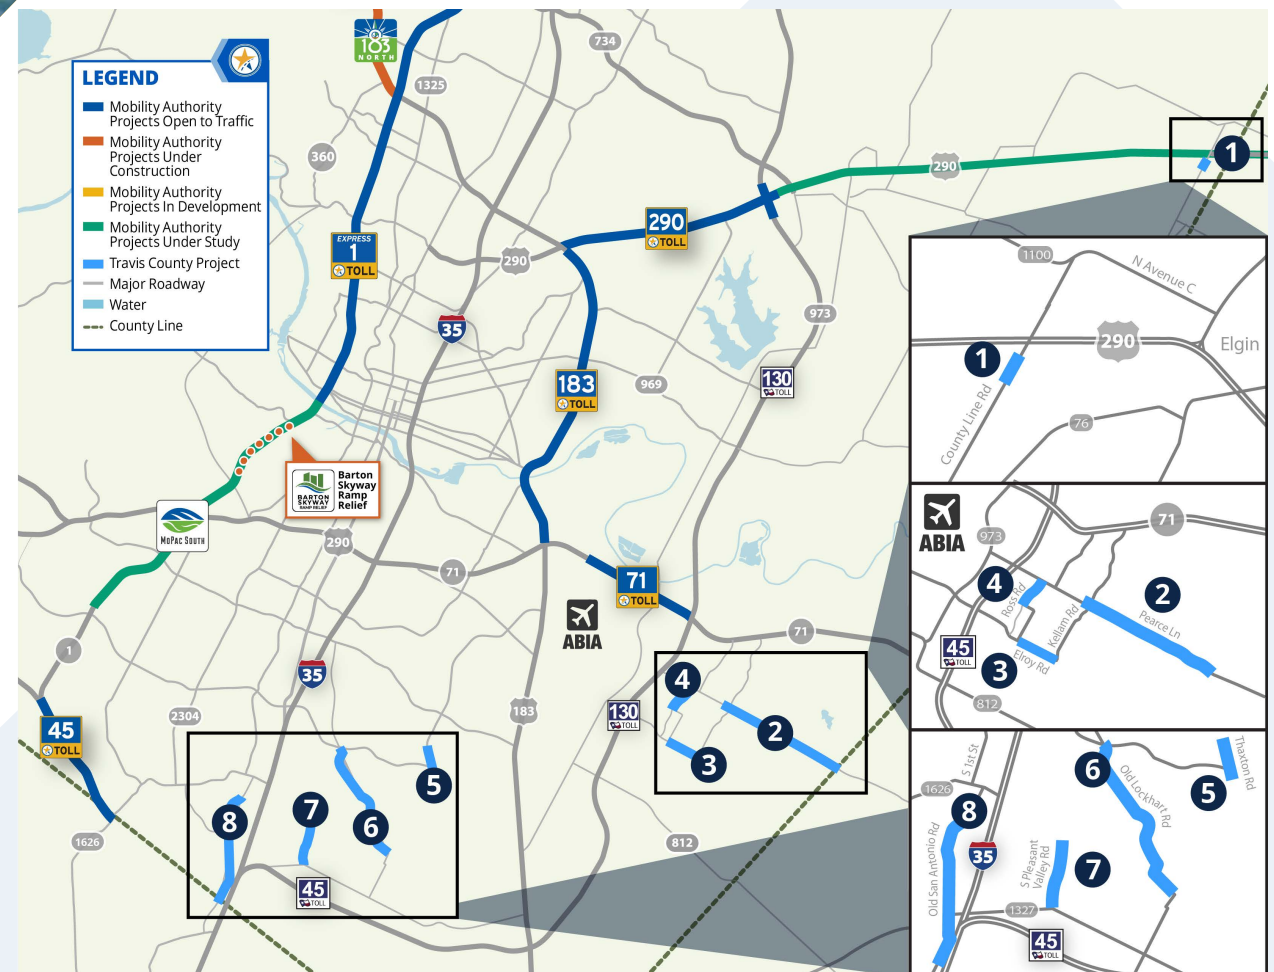 183
NORTH
LEGEND
Mobility Authority
Projects Open to Traffic
Mobility Authority
Projects Under
Construction
Mobility Authority
Projects In Development
Mobility Authority
Projects Under Study
Travis County Project
Major Roadway
Water
County Line
734
1325
360
290
1
290
TOLL
EXPRESS
1
TOLL
290
35
973
183
TOLL
969
130
TOLL
Barton
Skyway
Ramp
Relief
BARTON
SKYWAY
RAMP RELIEF
MoPac South
290
71
71
TOLL
ABIA
71
1
35
2304
45
TOLL
183
130
TOLL
4
2
3
5
7
6
8
1626
812
45
TOLL
1100
N Avenue C
290
Elgin
1
County Line Rd
76
ABIA
973
71
4
Ross Rd
2
Kellam Rd
Pearce Ln
45
TOLL
Elroy Rd
3
812
S 1st St
6
Old Lockhart Rd
Thaxton Rd
5
1626
8
Old San Antonio Rd
35
S Pleasant
Valley Rd
7
1327
45
TOLL